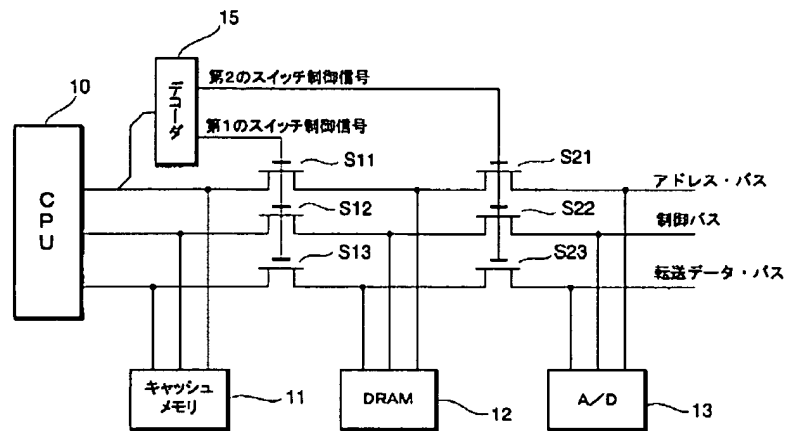 15
10
デコーダ
第2のスイッチ制御信号
第1のスイッチ制御信号
CPU
S11
S21
アドレス・バス
S12
S22
制御バス
S13
S23
転送データ・バス
キャッシュ
メモリ
11
DRAM
12
A/D
13